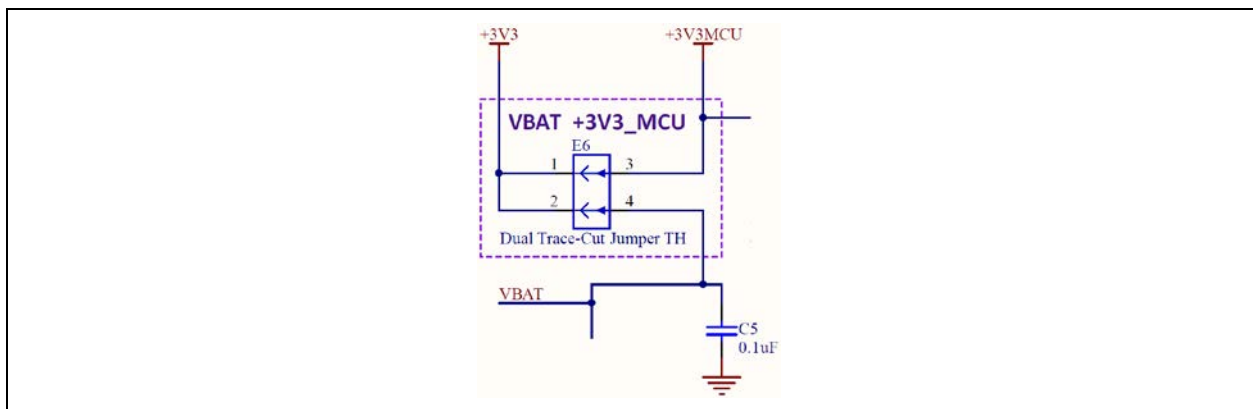 +3V3 +3V3MCU
VBAT +3V3_MCU
E6
1 3
2 4
Dual Trace-Cut Jumper TH
VBAT
C5
0.1uF